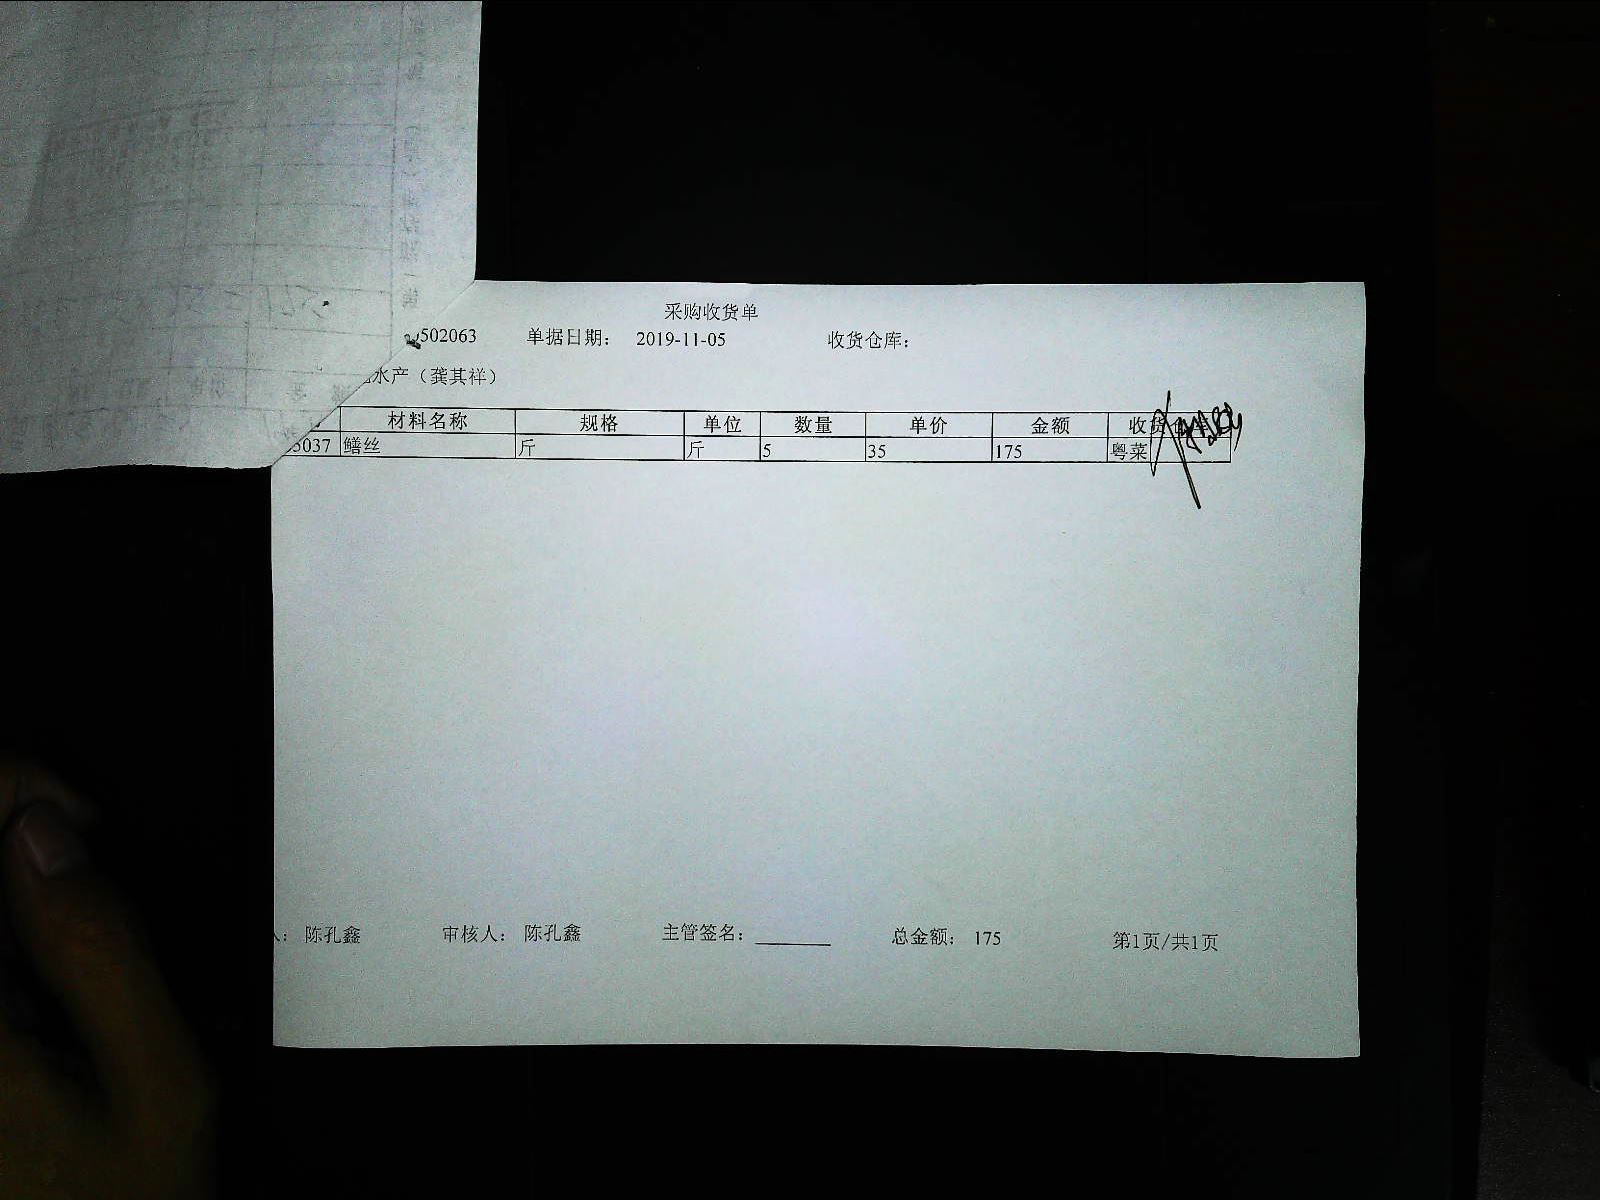 采购收货单
502063 单据日期： 2019-11-05 收货仓库：
水产（龚其祥）
材料名称 规格 单位 数量 单价 金额 收货
5037 鳝丝 斤 斤 5 35 175 粤菜
人： 陈孔鑫 审核人： 陈孔鑫 主管签名： 总金额： 175 第1页/共1页